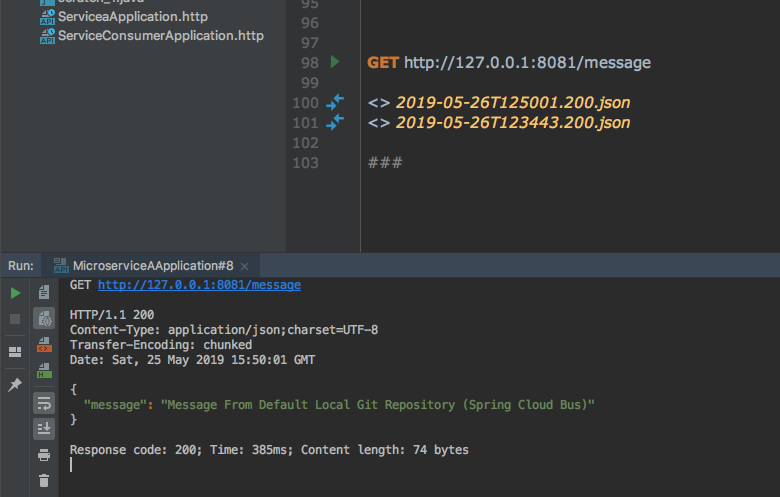 ServiceaApplication.http
ServiceConsumerApplication.http
95
96
97
98 GET http://127.0.0.1:8081/message
99
100 <> 2019-05-26T125001.200.json
101 <> 2019-05-26T123443.200.json
102
103 ###
Run: MicroserviceAApplication#8
GET http://127.0.0.1:8081/message
HTTP/1.1 200
Content-Type: application/json;charset=UTF-8
Transfer-Encoding: chunked
Date: Sat, 25 May 2019 15:50:01 GMT
{
"message": "Message From Default Local Git Repository (Spring Cloud Bus)"
}
Response code: 200; Time: 385ms; Content length: 74 bytes